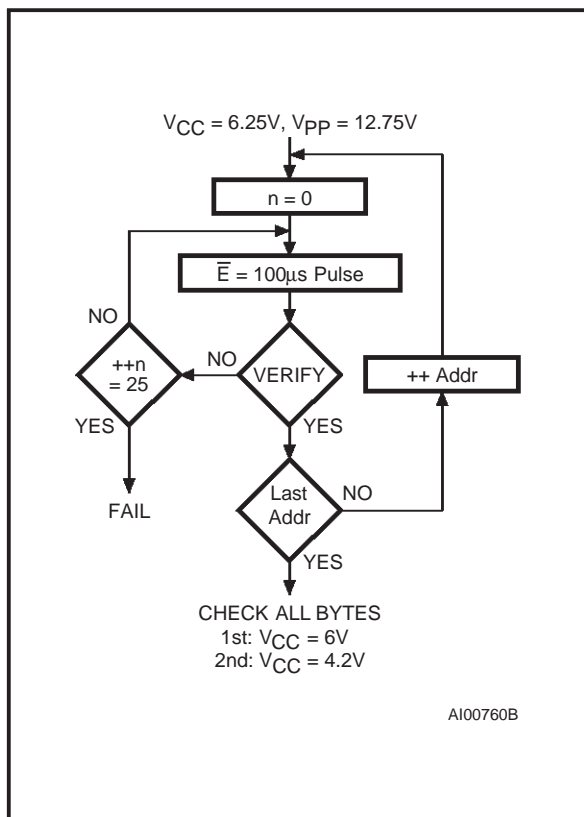 VCC = 6.25V, VPP = 12.75V
n = 0
E̅ = 100µs Pulse
NO
++n
= 25
NO
VERIFY
++ Addr
YES
YES
Last
Addr
NO
FAIL
YES
CHECK ALL BYTES
1st: VCC = 6V
2nd: VCC = 4.2V
AI00760B